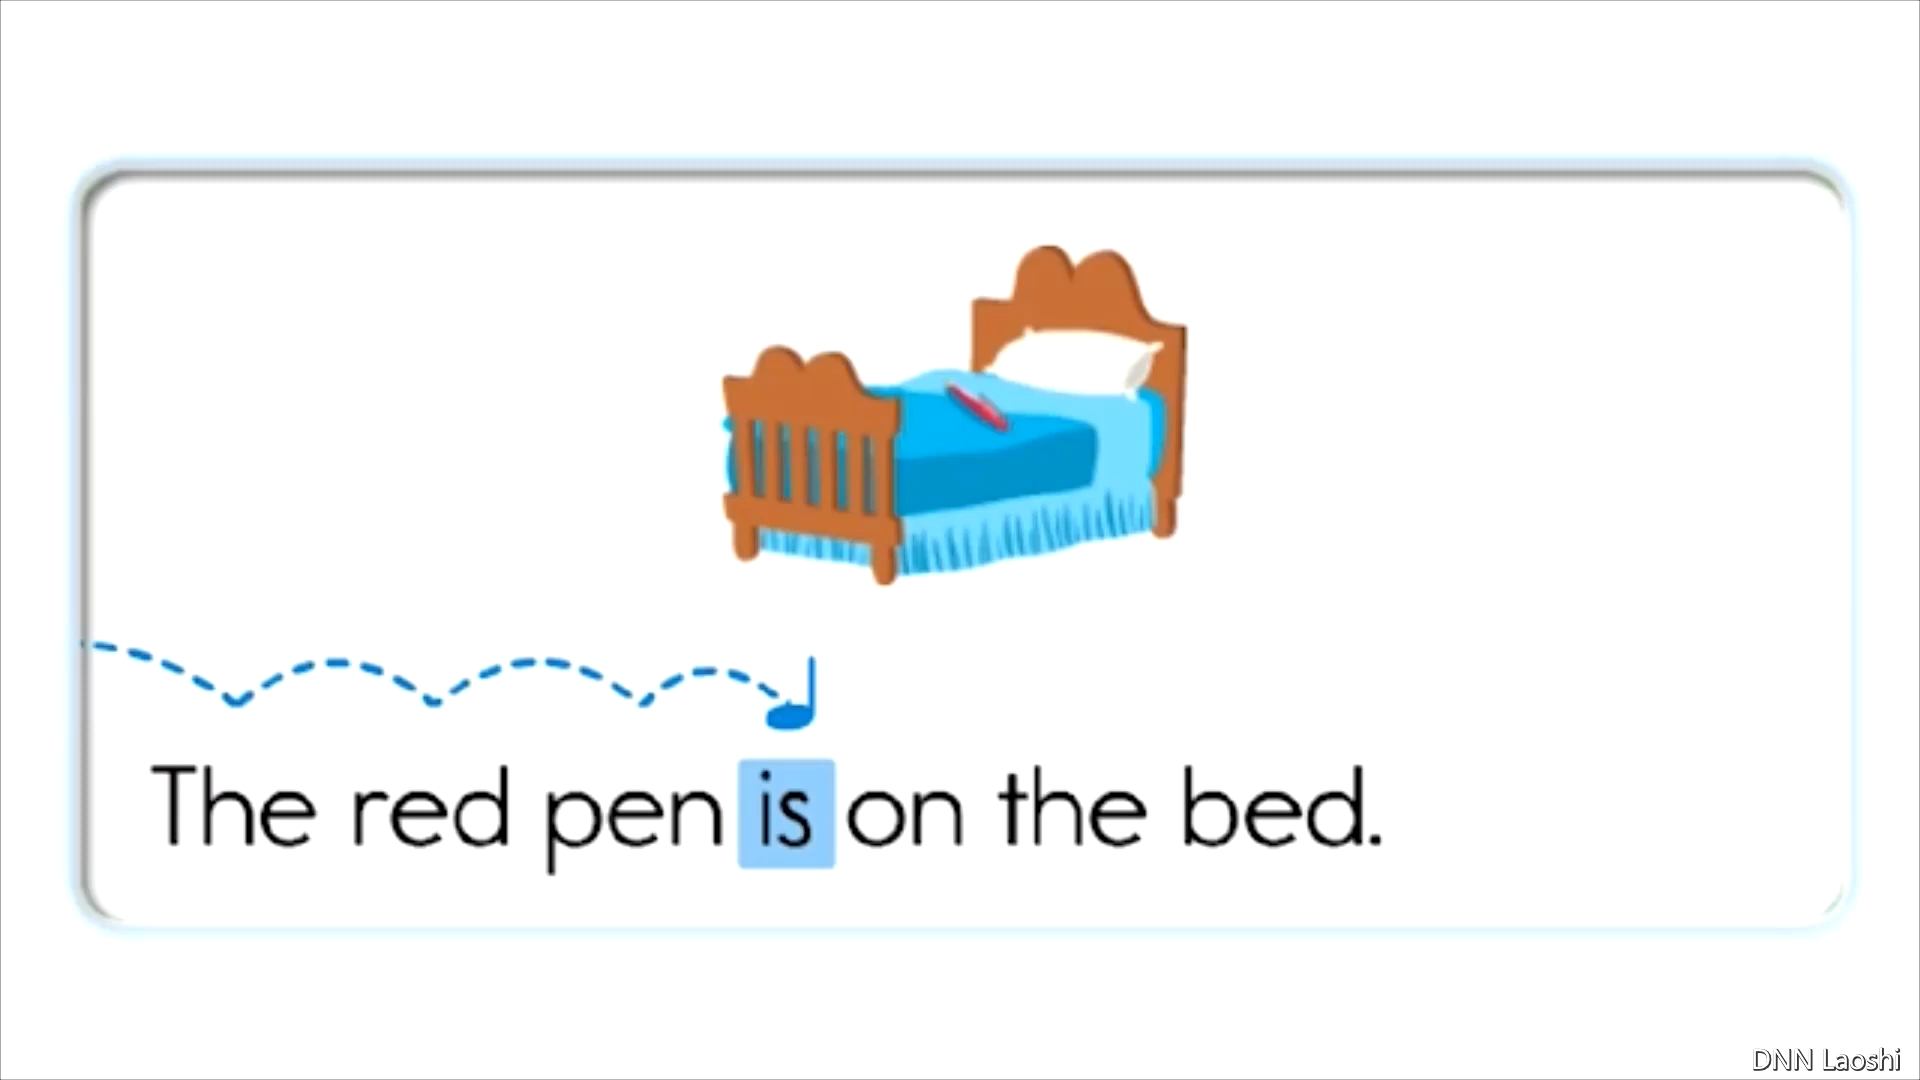 The red pen is on the bed.
DNN Laoshi